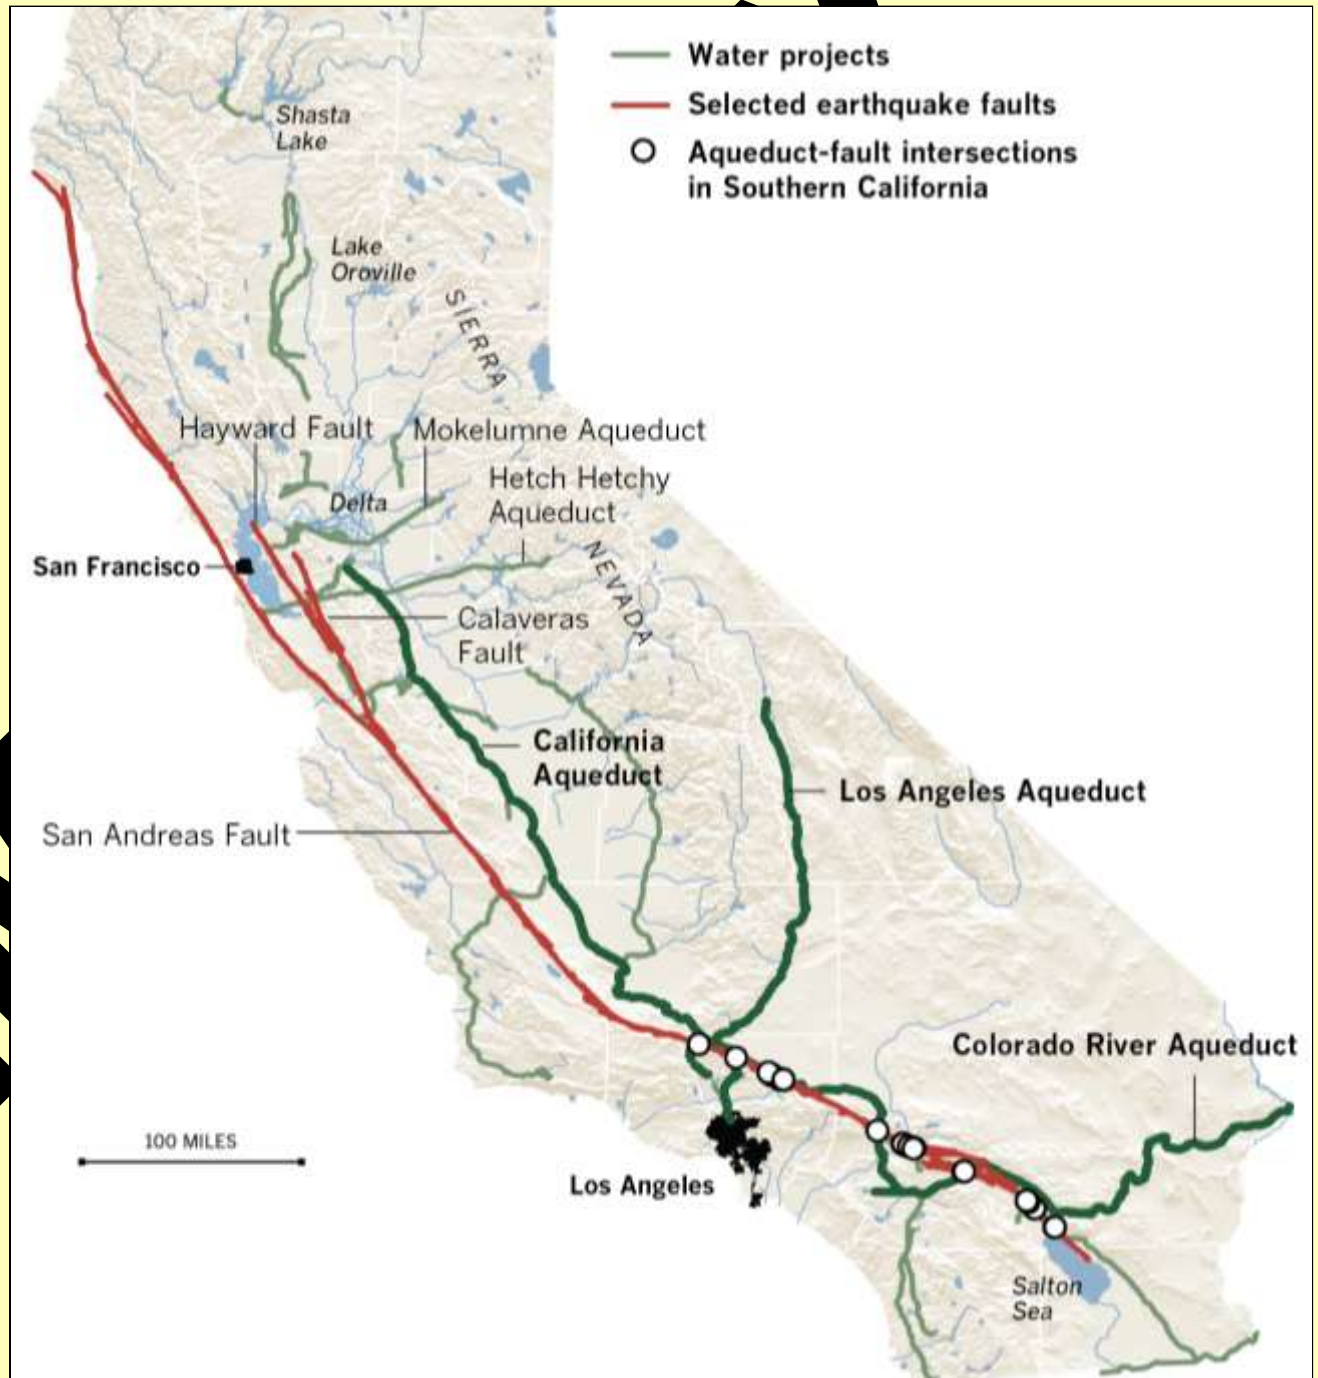 Water projects
Selected earthquake faults
Aqueduct-fault intersections
in Southern California
Shasta
Lake
Lake
Oroville
SIERRA
Hayward Fault
Mokelumne Aqueduct
Hetch Hetchy
Aqueduct
Delta
NEVADA
San Francisco
Calaveras
Fault
California
Aqueduct
Los Angeles Aqueduct
San Andreas Fault
Colorado River Aqueduct
100 MILES
Los Angeles
Salton
Sea